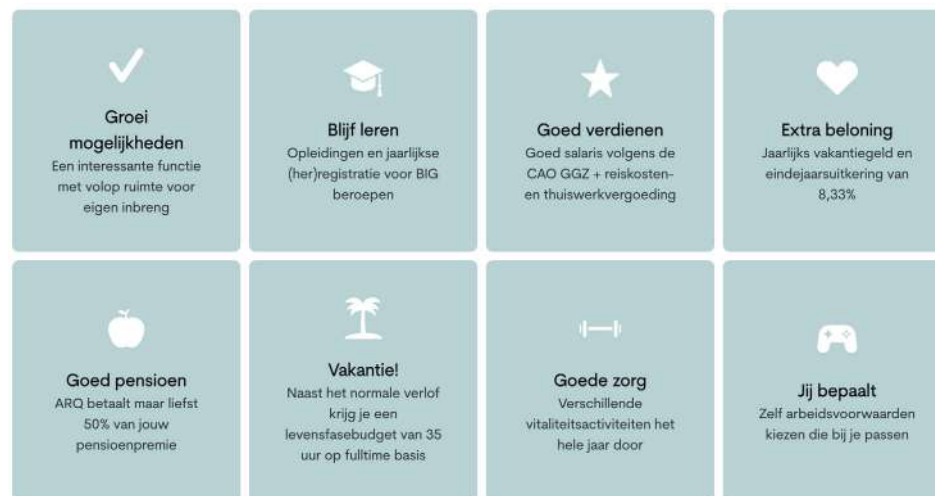 Groei
mogelijkheden
Een interessante functie
met volop ruimte voor
eigen inbreng
Blijf leren
Opleidingen en jaarlijkse
(her)registratie voor BIG
beroepen
Goed verdienen
Goed salaris volgens de
CAO GGZ + reiskosten-
en thuiswerkvergoeding
Extra beloning
Jaarlijks vakantiegeld en
eindejaarsuitkering van
8,33%
Goed pensioen
ARQ betaalt maar liefst
50% van jouw
pensioenpremie
Vakantie!
Naast het normale verlof
krijg je een
levensfasebudget van 35
uur op fulltime basis
Goede zorg
Verschillende
vitaliteitsactiviteiten het
hele jaar door
Jij bepaalt
Zelf arbeidsvoorwaarden
kiezen die bij je passen